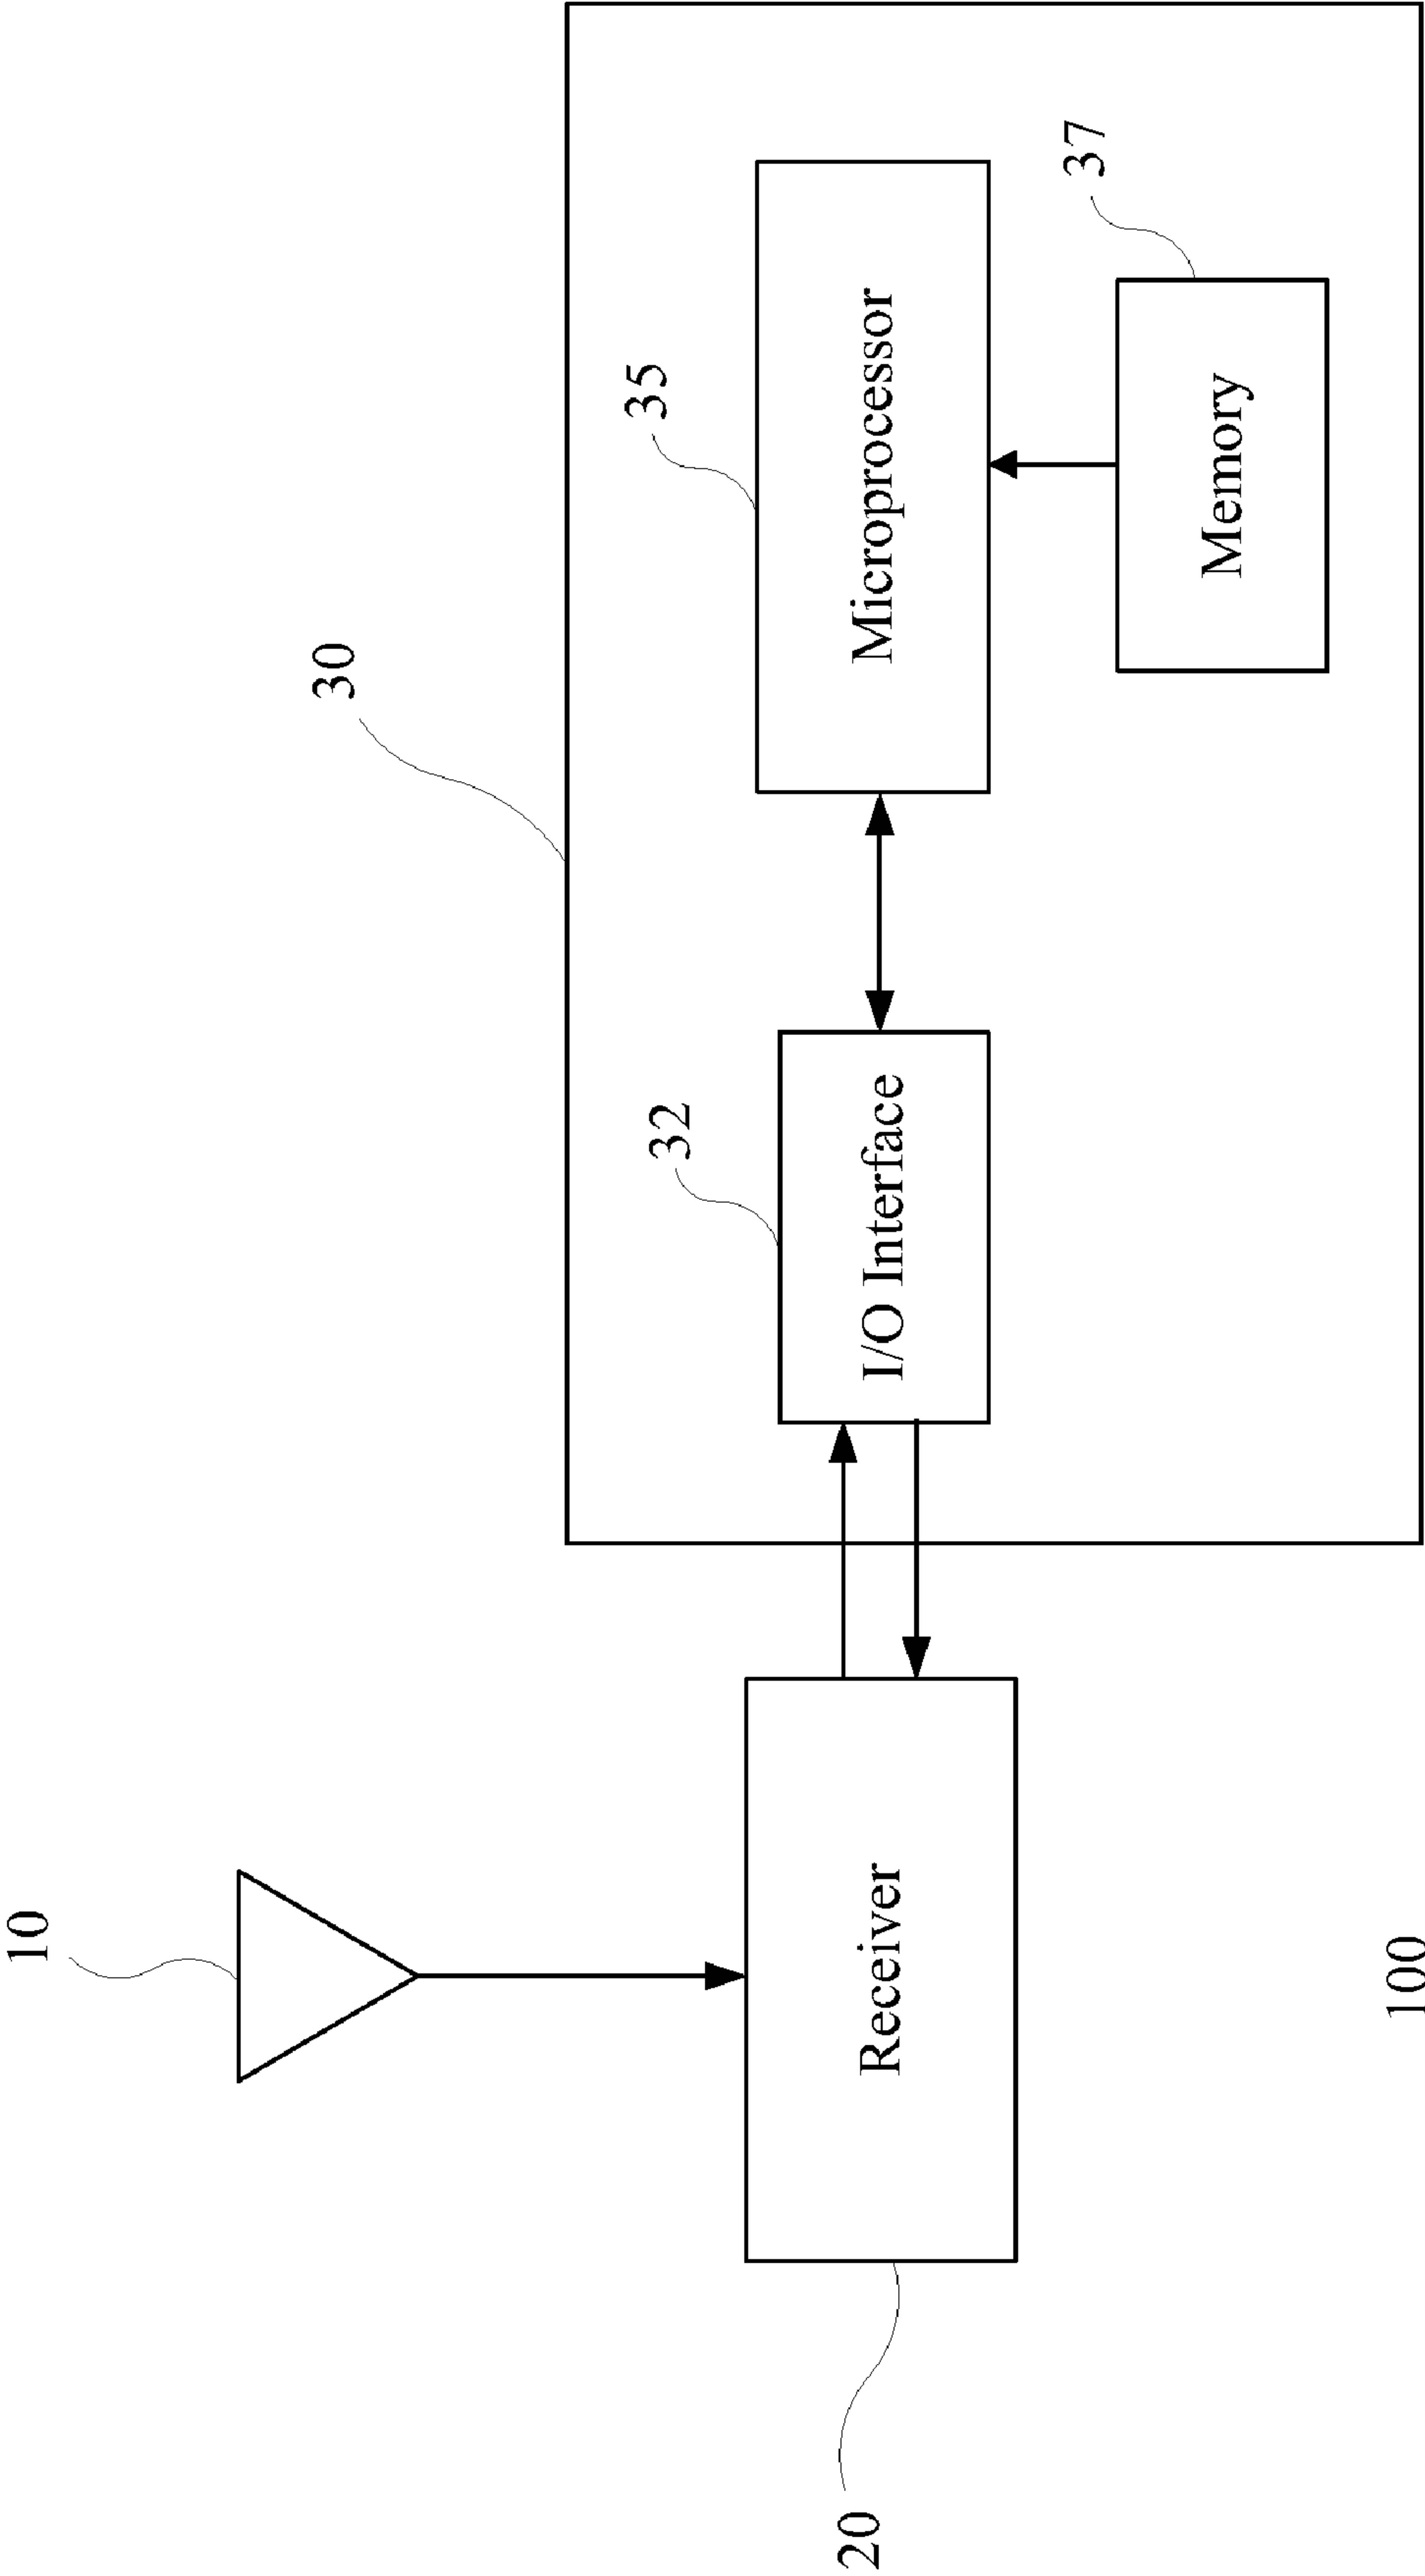 10
30
35
32
37
Receiver
I/O Interface
Microprocessor
Memory
20
100